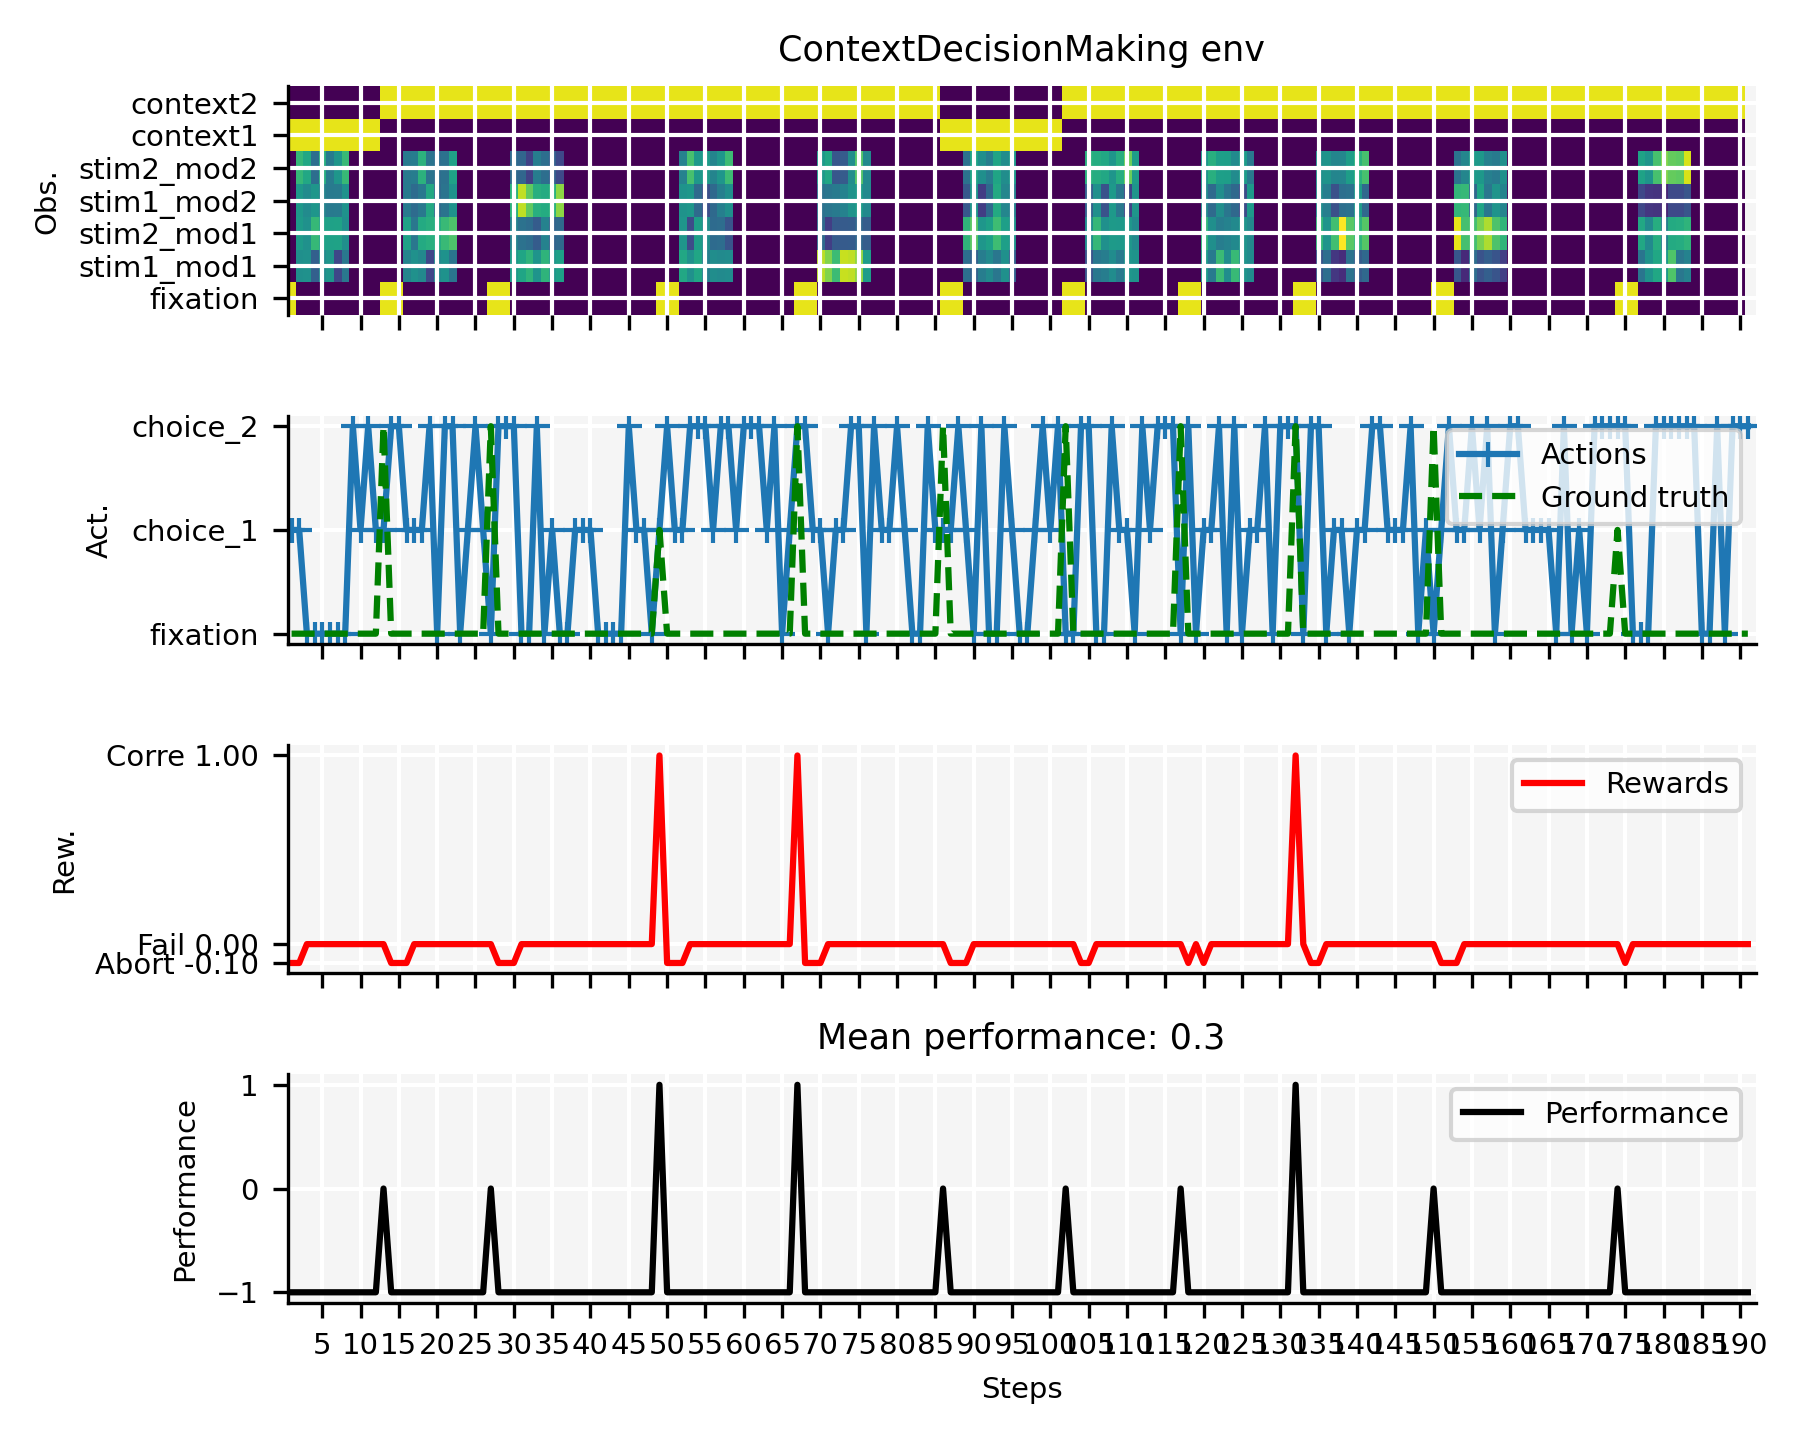 ContextDecisionMaking env
context2
context1
stim2_mod2
stim1_mod2
stim2_mod1
stim1_mod1
fixation
Obs.
choice_2
choice_1
fixation
Act.
Actions
Ground truth
Corre 1.00
Fail 0.00
Abort -0.10
Rew.
Rewards
Mean performance: 0.3
1
0
−1
Performance
Performance
5 10 15 20 25 30 35 40 45 50 55 60 65 70 75 80 85 90 95 100 105 110 115 120 125 130 135 140 145 150 155 160 165 170 175 180 185 190
Steps